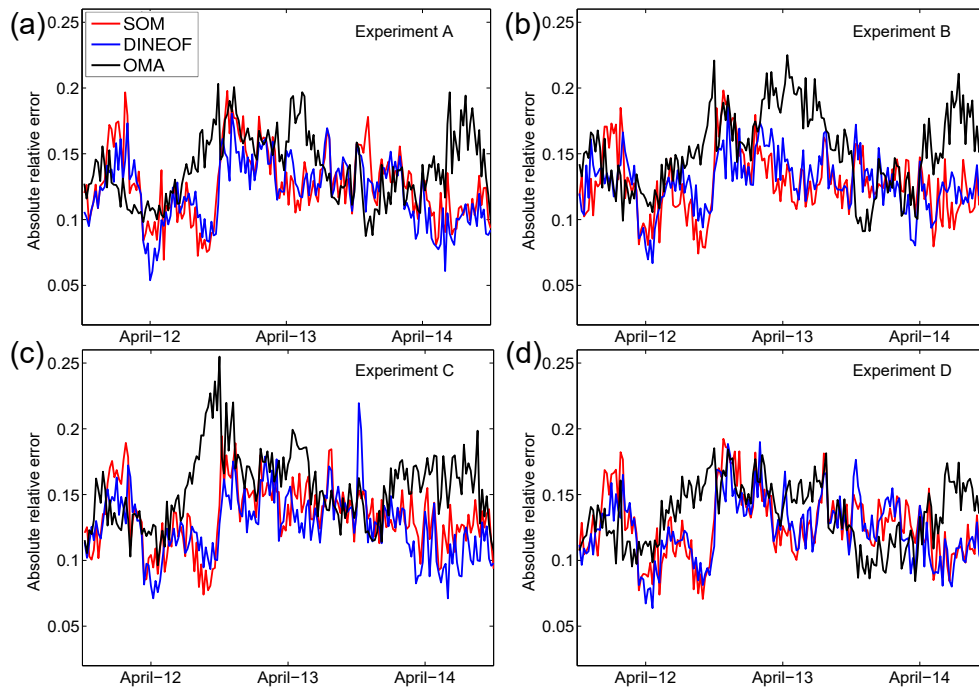 (a)
Absolute relative error
0.25
0.2
0.15
0.1
0.05
SOM
DINEOF
OMA
Experiment A
April-12
April-13
April-14
(b)
Absolute relative error
0.25
0.2
0.15
0.1
0.05
Experiment B
April-12
April-13
April-14
(c)
Absolute relative error
0.25
0.2
0.15
0.1
0.05
Experiment C
April-12
April-13
April-14
(d)
Absolute relative error
0.25
0.2
0.15
0.1
0.05
Experiment D
April-12
April-13
April-14